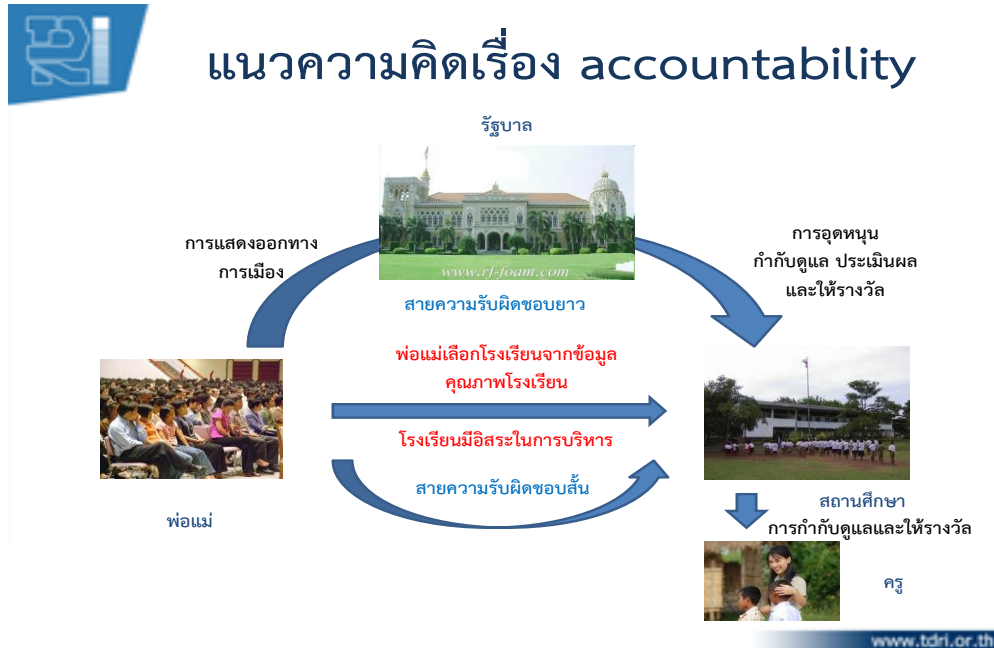 แนวความคิดเรื่อง accountability
รัฐบาล
www.rl-foam.com
การแสดงออกทาง
การเมือง
การอุดหนุน
กำกับดูแล ประเมินผล
และให้รางวัล
สายความรับผิดชอบยาว
พ่อแม่เลือกโรงเรียนจากข้อมูล
คุณภาพโรงเรียน
โรงเรียนมีอิสระในการบริหาร
สายความรับผิดชอบสั้น
พ่อแม่
สถานศึกษา
การกำกับดูแลและให้รางวัล
ครู
www.tdri.or.th